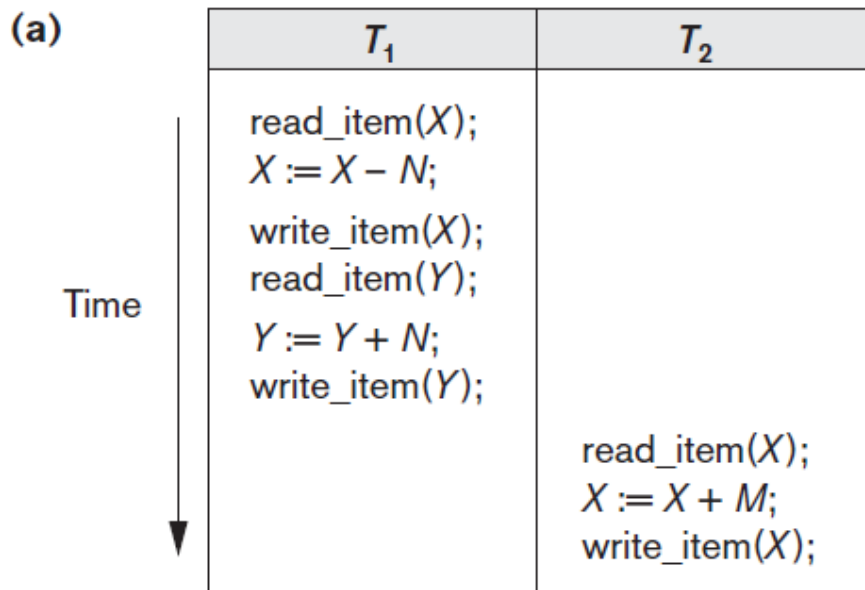 (a)
T₁ T₂
read_item(X);
X := X – N;
write_item(X);
read_item(Y);
Time
Y := Y + N;
write_item(Y);
read_item(X);
X := X + M;
write_item(X);